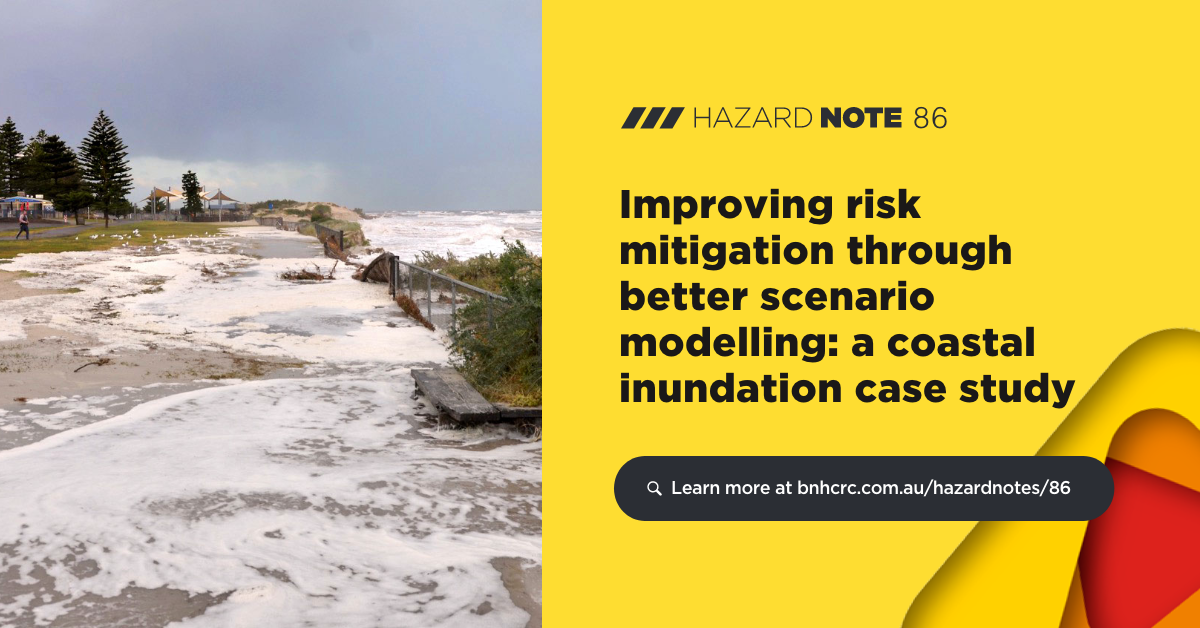 HAZARD NOTE 86
Improving risk
mitigation through
better scenario
modelling: a coastal
inundation case study
Learn more at bnhcrc.com.au/hazardnotes/86